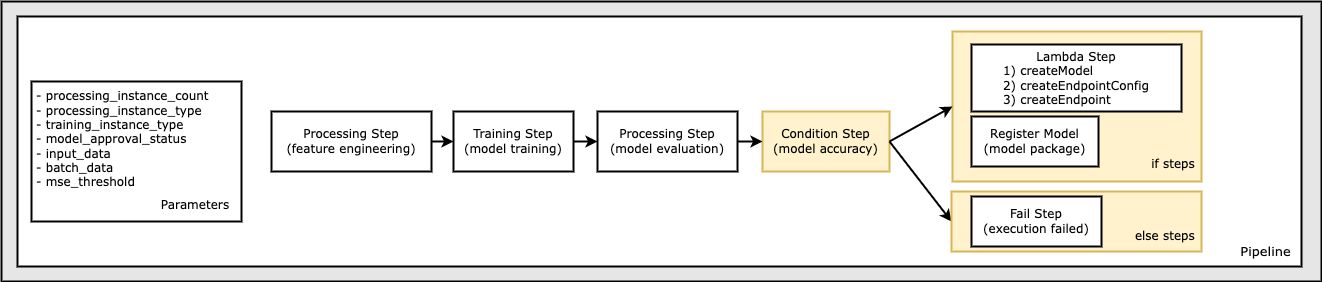 - processing_instance_count
- processing_instance_type
- training_instance_type
- model_approval_status
- input_data
- batch_data
- mse_threshold
Parameters
Processing Step
(feature engineering)
Training Step
(model training)
Processing Step
(model evaluation)
Condition Step
(model accuracy)
Lambda Step
1) createModel
2) createEndpointConfig
3) createEndpoint
Register Model
(model package)
if steps
Fail Step
(execution failed)
else steps
Pipeline